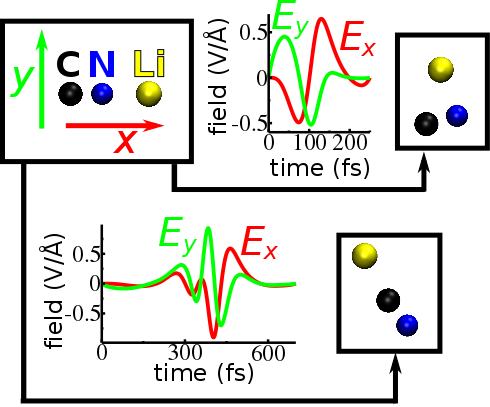 C N Li
y
x
E_y
E_x
field (V/Å)
0.5
0
-0.5
0 100 200
time (fs)
E_y
E_x
field (V/Å)
0.5
0
-0.5
0 300 600
time (fs)